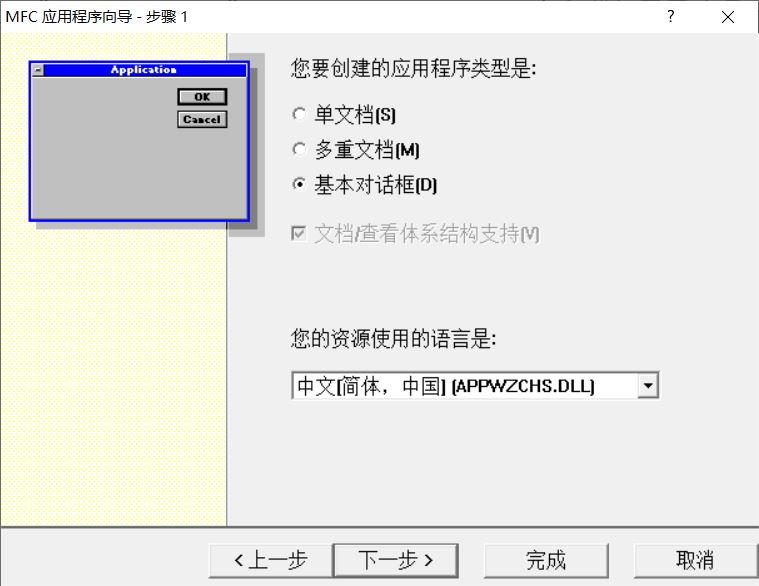 MFC 应用程序向导 - 步骤 1
Application
OK
Cancel
您要创建的应用程序类型是:
单文档(S)
多重文档(M)
基本对话框(D)
文档/查看体系结构支持(V)
您的资源使用的语言是:
中文[简体，中国] (APPWZCHS.DLL)
< 上一步
下一步 >
完成
取消